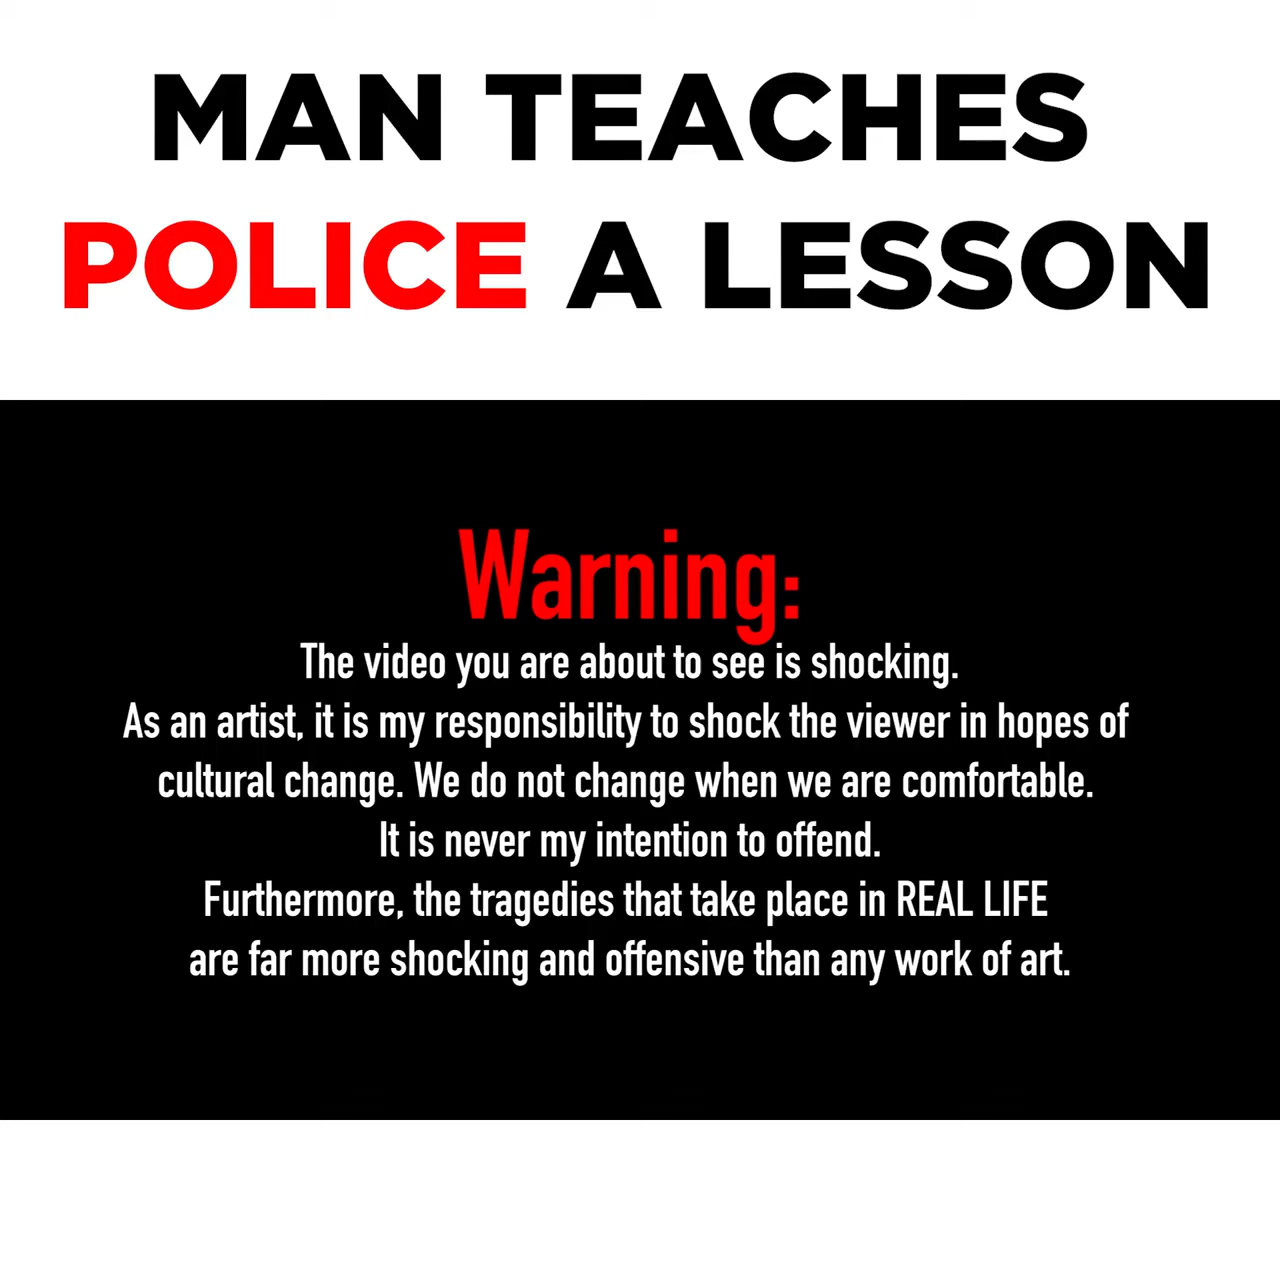 MAN TEACHES
POLICE A LESSON
Warning:
The video you are about to see is shocking.
As an artist, it is my responsibility to shock the viewer in hopes of
cultural change. We do not change when we are comfortable.
It is never my intention to offend.
Furthermore, the tragedies that take place in REAL LIFE
are far more shocking and offensive than any work of art.